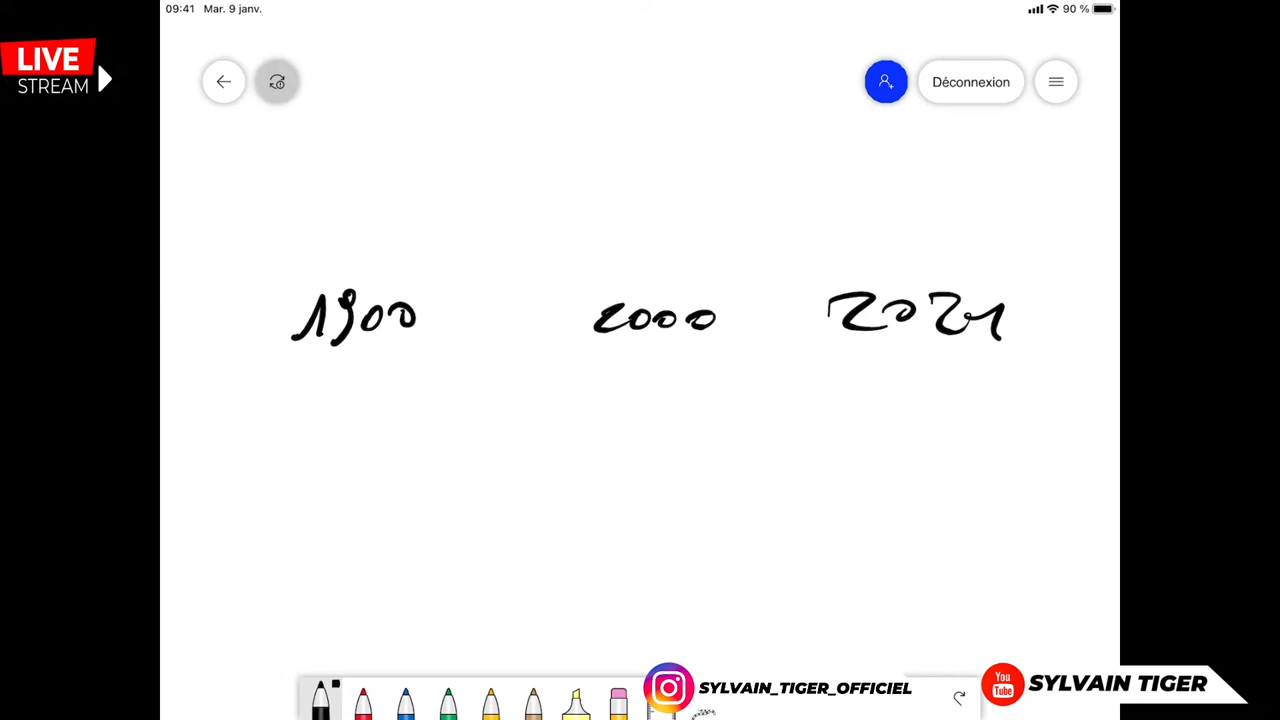 09:41 Mar. 9 janv. 90 %
LIVE
STREAM
Déconnexion
1900 2000 2021
SYLVAIN_TIGER_OFFICIEL
You
Tube
SYLVAIN TIGER